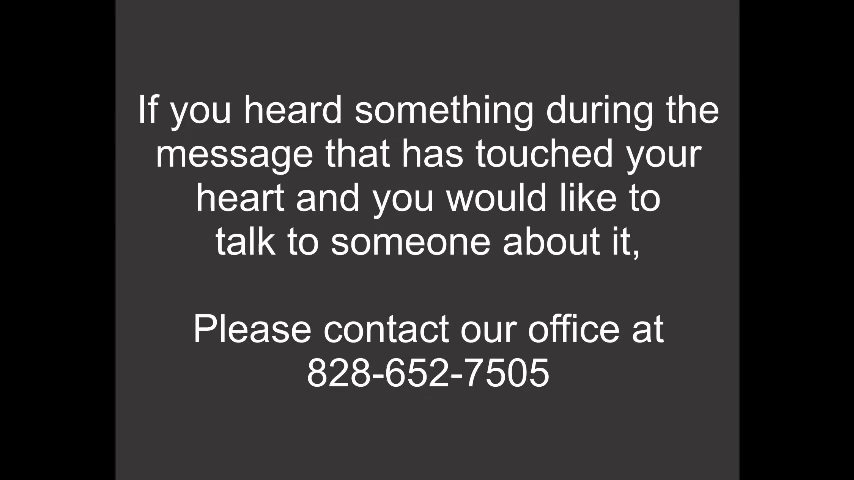 If you heard something during the
message that has touched your
heart and you would like to
talk to someone about it,
Please contact our office at
828-652-7505